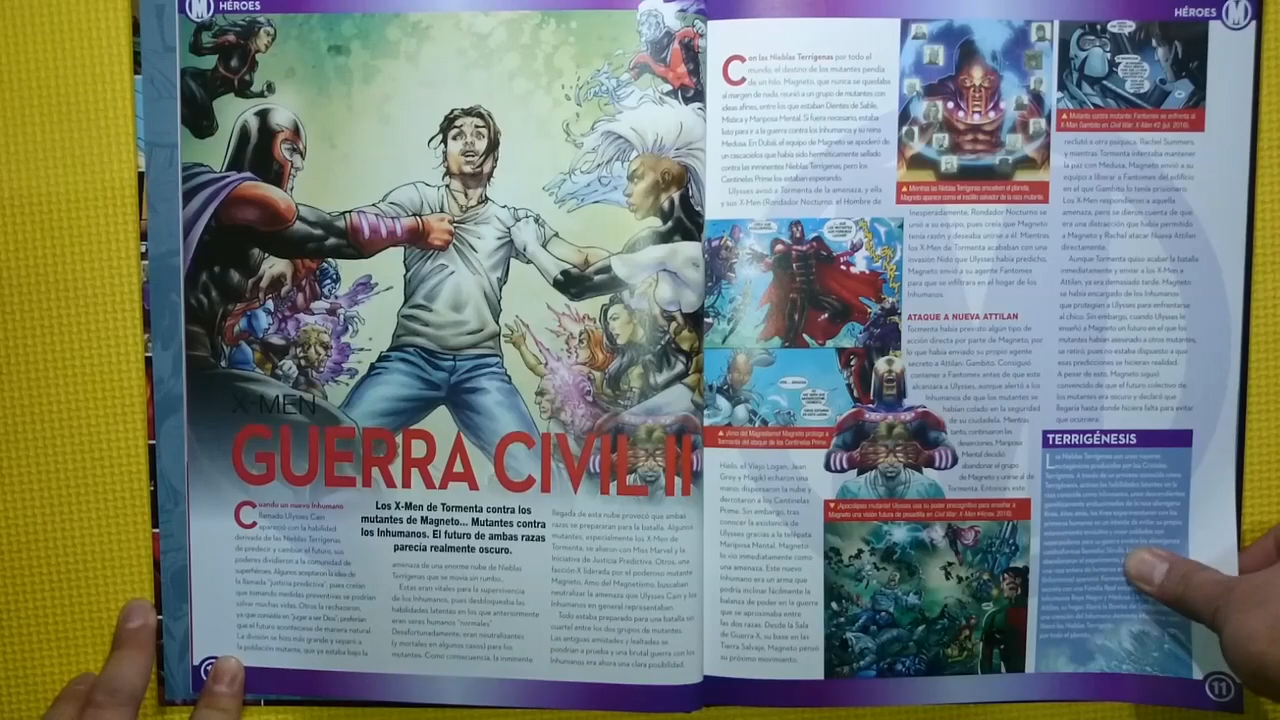 HÉROES
X-MEN
GUERRA CIVIL II
Los X-Men de Tormenta contra los
mutantes de Magneto... Mutantes contra
los Inhumanos. El futuro de ambas razas
parecía realmente oscuro.
Cuando un nuevo Inhumano
llamado Ulysses Cain
apareció con la habilidad
derivada de las Nieblas Terrígenas
de predecir y cambiar el futuro, sus
poderes dividieron a la comunidad de
superhéroes. Algunos aceptaron la idea de
la llamada "justicia predictiva", pues creían
que tomando medidas preventivas se podrían
salvar muchas vidas. Otros la rechazaron,
ya que consistía en "jugar a ser Dios"; preferían
que el futuro aconteciese de manera natural.
La división se hizo más grande y separó a
la población mutante, que ya estaba bajo la
amenaza de una enorme nube de Nieblas
Terrígenas que se movía sin rumbo.
Estas eran vitales para la supervivencia
de los Inhumanos, pues desbloqueaba las
habilidades latentes en los que anteriormente
eran seres humanos "normales".
Desafortunadamente, eran neutralizantes
(y mortales en algunos casos) para los
mutantes. Como consecuencia, la inminente
llegada de esta nube provocó que ambas
razas se prepararan para la batalla. Algunos
mutantes, especialmente los X-Men de
Tormenta, se aliaron con Miss Marvel y la
Iniciativa de Justicia Predictiva. Otros, una
facción X liderada por el poderoso mutante
Magneto, Amo del Magnetismo, buscaban
neutralizar la amenaza que Ulysses Cain y los
Inhumanos en general representaban.
Todo estaba preparado para una batalla sin
cuartel entre los dos grupos de mutantes.
Las antiguas amistades y lealtades se
pondrían a prueba y una brutal guerra con los
Inhumanos era ahora una clara posibilidad.
HÉROES
Con las Nieblas Terrígenas por todo el
mundo, el destino de los mutantes pendía
de un hilo. Magneto, que nunca se quedaba
al margen de nada, reunió a un grupo de mutantes con
ideas afines, entre los que estaban Dientes de Sable,
Mística y Mariposa Mental. Si fuera necesario, estaba
listo para ir a la guerra contra los Inhumanos y su reina
Medusa. En Dubái, el equipo de Magneto se apoderó de
un rascacielos que había sido herméticamente sellado
contra las inminentes Nieblas Terrígenas, pero los
Centinelas Prime los estaban esperando.
Ulysses avisó a Tormenta de la amenaza, y ella
y sus X-Men (Rondador Nocturno, el Hombre de
¡Amo del Magnetismo! Magneto protege a
Tormenta del ataque de los Centinelas Prime.
Hielo, el Viejo Logan, Jean
Grey y Magik) echaron una
mano: dispersaron la nube y
derrotaron a los Centinelas
Prime. Sin embargo, tras
conocer la existencia de
Ulysses gracias a la telépata
Mariposa Mental, Magneto
lo vio inmediatamente como
una amenaza. Este nuevo
Inhumano era un arma que
podría inclinar fácilmente la
balanza de poder en la guerra
que se aproximaba entre
las dos razas. Desde la Sala
de Guerra X, su base en las
Tierra Salvaje, Magneto pensó
su próximo movimiento.
Mientras las Nieblas Terrígenas envuelven el planeta,
Magneto aparece como el insólito salvador de la raza mutante.
Inesperadamente, Rondador Nocturno se
unió a su equipo, pues creía que Magneto
tenía razón y deseaba unirse a él. Mientras
los X-Men de Tormenta acababan con una
invasión Nido que Ulysses había predicho,
Magneto envió a su agente Fantomex
para que se infiltrara en el hogar de los
Inhumanos.
ATAQUE A NUEVA ATTILAN
Tormenta había previsto algún tipo de
acción directa por parte de Magneto, por
lo que había enviado su propio agente
secreto a Attilan: Gambito. Consiguió
contener a Fantomex antes de que este
alcanzara a Ulysses, aunque alertó a los
Inhumanos de que los mutantes se
habían colado en la seguridad
de su ciudadela. Mientras
tanto, continuaron las
deserciones. Mariposa
Mental decidió
abandonar el grupo
de Magneto y unirse al de
Tormenta. Entonces este
¡Apocalipsis mutante! Ulysses usa su poder precognitivo para enseñar a
Magneto una visión futura de pesadilla en Civil War: X-Men
Mutante contra mutante: Fantomex se enfrenta al
X-Man Gambito en Civil War: X-Men #2 (jul. 2016).
reclutó a otra psíquica, Rachel Summers,
y mientras Tormenta intentaba mantener
la paz con Medusa, Magneto envió a su
equipo a liberar a Fantomex del edificio
en el que Gambito lo tenía prisionero.
Los X-Men respondieron a aquella
amenaza, pero se dieron cuenta de que
era una distracción que había permitido
a Magneto y Rachel atacar Nueva Attilan
directamente.
Aunque Tormenta quiso acabar la batalla
inmediatamente y enviar a los X-Men a
Attilan, ya era demasiado tarde. Magneto
se había encargado de los Inhumanos
que protegían a Ulysses para enfrentarse
al chico. Sin embargo, cuando Ulysses le
enseñó a Magneto un futuro en el que los
mutantes habían asesinado a otros mutantes,
se retiró, pues no estaba dispuesto a que
esas predicciones se hicieran realidad.
A pesar de esto, Magneto siguió
convencido de que el futuro colectivo de
los mutantes era oscuro y declaró que
llegaría hasta donde hiciera falta para evitar
que ocurriera.
TERRIGÉNESIS
Las Nieblas Terrígenas son unos vapores
mutagénicos producidos por los Cristales
11